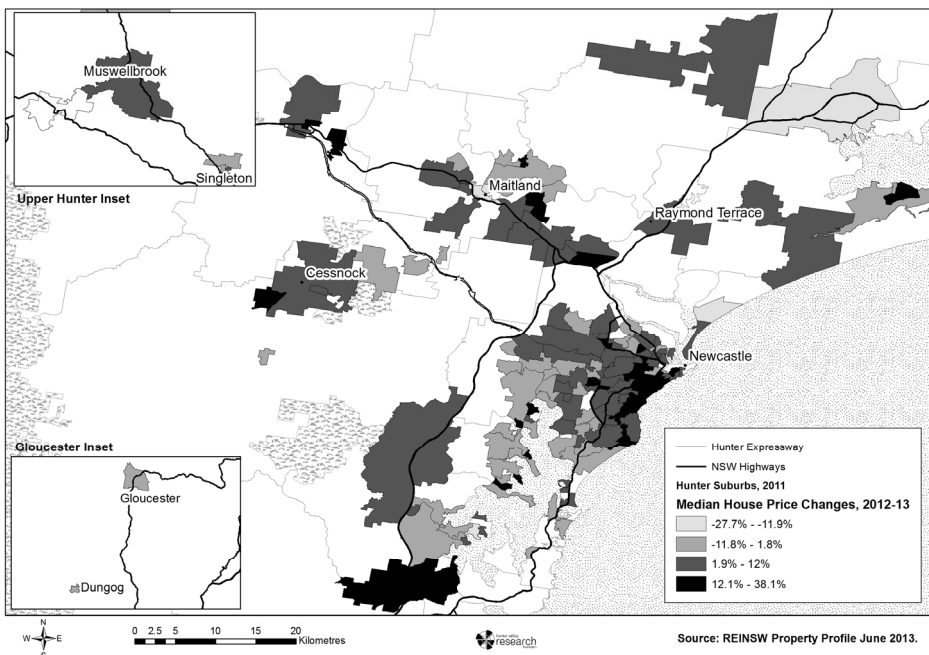 Muswellbrook
Singleton
Upper Hunter Inset
Maitland
Raymond Terrace
Cessnock
Newcastle
Gloucester Inset
Gloucester
Dungog
Hunter Expressway
NSW Highways
Hunter Suburbs, 2011
Median House Price Changes, 2012-13
-27.7% - -11.9%
-11.8% - 1.8%
1.9% - 12%
12.1% - 38.1%
N
W E
S
0 2.5 5 10 15 20
Kilometres
hunter valley
research
foundation
Source: REINSW Property Profile June 2013.